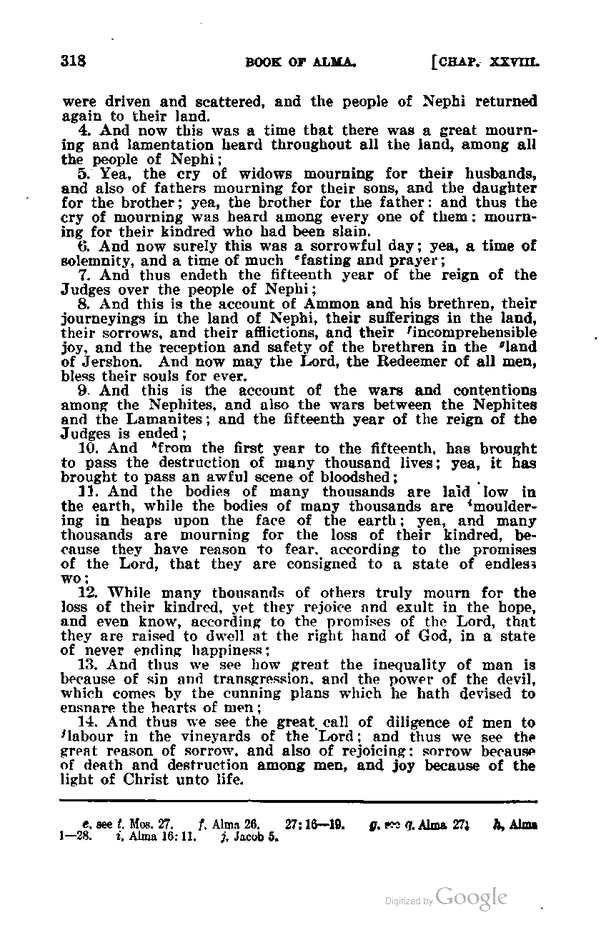 318 BOOK OF ALMA. [CHAP. XXVIII.
were driven and scattered, and the people of Nephi returned
again to their land.
4. And now this was a time that there was a great mourn-
ing and lamentation heard throughout all the land, among all
the people of Nephi;
5. Yea, the cry of widows mourning for their husbands,
and also of fathers mourning for their sons, and the daughter
for the brother; yea, the brother for the father: and thus the
cry of mourning was heard among every one of them: mourn-
ing for their kindred who had been slain.
6. And now surely this was a sorrowful day; yea, a time of
solemnity, and a time of much ᵉfasting and prayer;
7. And thus endeth the fifteenth year of the reign of the
Judges over the people of Nephi;
8. And this is the account of Ammon and his brethren, their
journeyings in the land of Nephi, their sufferings in the land,
their sorrows, and their afflictions, and their ᶠincomprehensible
joy, and the reception and safety of the brethren in the ᵍland
of Jershon. And now may the Lord, the Redeemer of all men,
bless their souls for ever.
9. And this is the account of the wars and contentions
among the Nephites, and also the wars between the Nephites
and the Lamanites; and the fifteenth year of the reign of the
Judges is ended;
10. And ʰfrom the first year to the fifteenth, has brought
to pass the destruction of many thousand lives; yea, it has
brought to pass an awful scene of bloodshed;
11. And the bodies of many thousands are laid low in
the earth, while the bodies of many thousands are ⁱmoulder-
ing in heaps upon the face of the earth; yea, and many
thousands are mourning for the loss of their kindred, be-
cause they have reason to fear, according to the promises
of the Lord, that they are consigned to a state of endless
wo;
12. While many thousands of others truly mourn for the
loss of their kindred, yet they rejoice and exult in the hope,
and even know, according to the promises of the Lord, that
they are raised to dwell at the right hand of God, in a state
of never ending happiness;
13. And thus we see how great the inequality of man is
because of sin and transgression, and the power of the devil,
which comes by the cunning plans which he hath devised to
ensnare the hearts of men;
14. And thus we see the great call of diligence of men to
ʲlabour in the vineyards of the Lord; and thus we see the
great reason of sorrow, and also of rejoicing; sorrow because
of death and destruction among men, and joy because of the
light of Christ unto life.
e, see t, Mos. 27. f, Alma 26. 27:16—19. g, see q, Alma 27; h, Alma
1—28. i, Alma 16:11. j, Jacob 5.
Digitized by Google